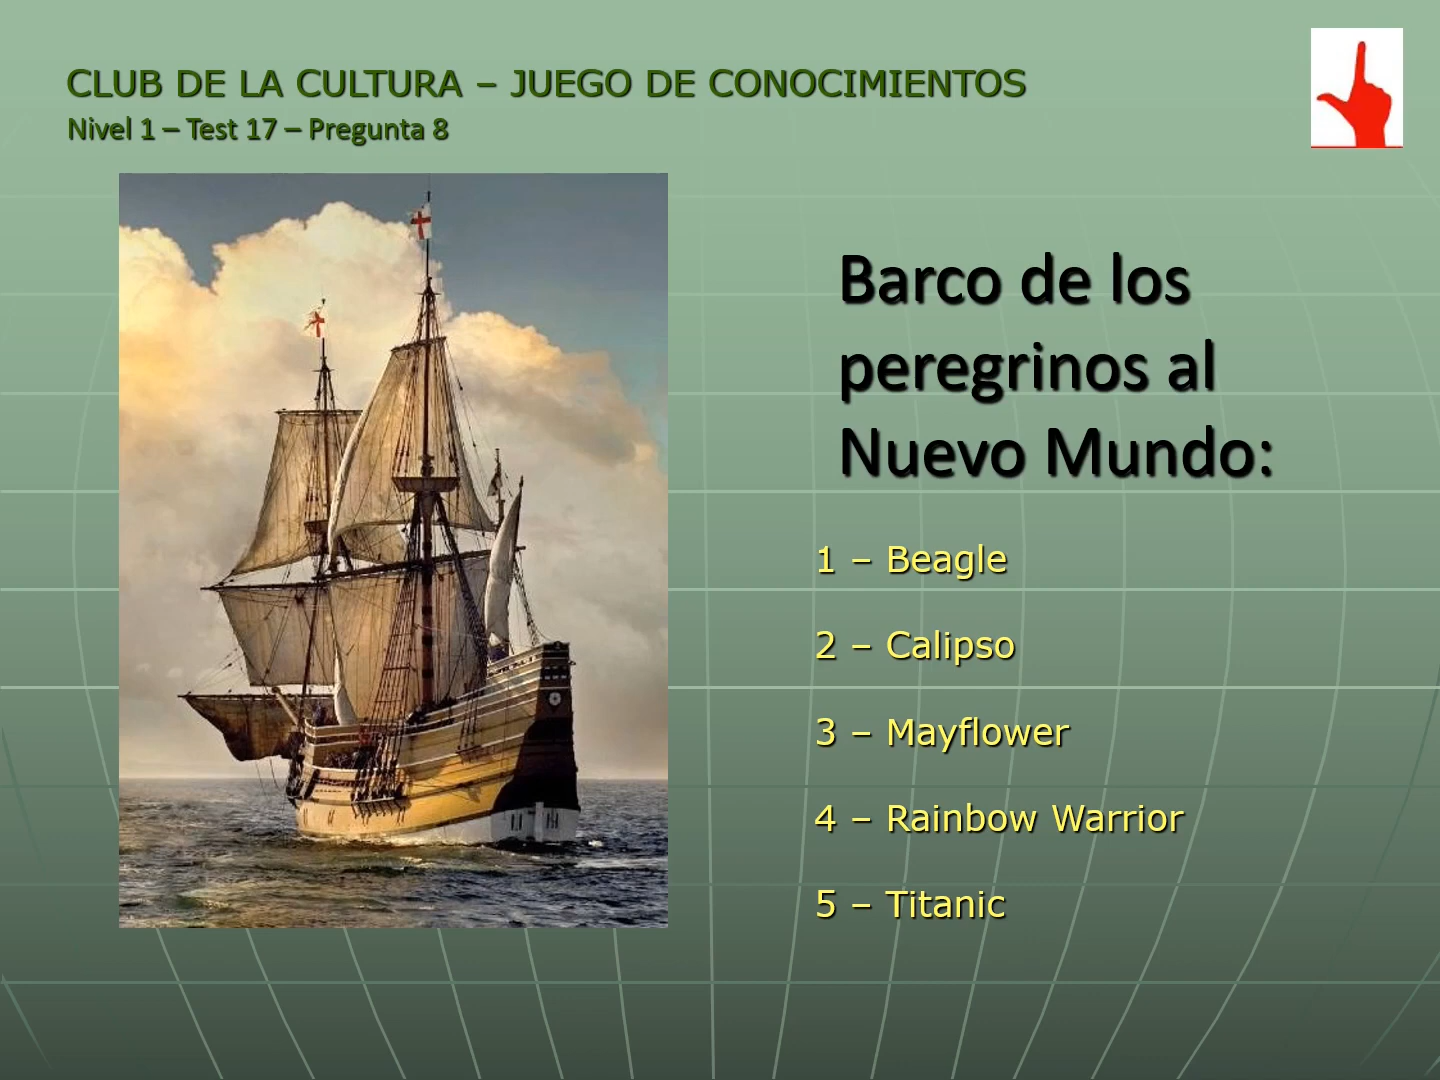 CLUB DE LA CULTURA – JUEGO DE CONOCIMIENTOS
Nivel 1 – Test 17 – Pregunta 8
Barco de los
peregrinos al
Nuevo Mundo:
1 – Beagle
2 – Calipso
3 – Mayflower
4 – Rainbow Warrior
5 – Titanic